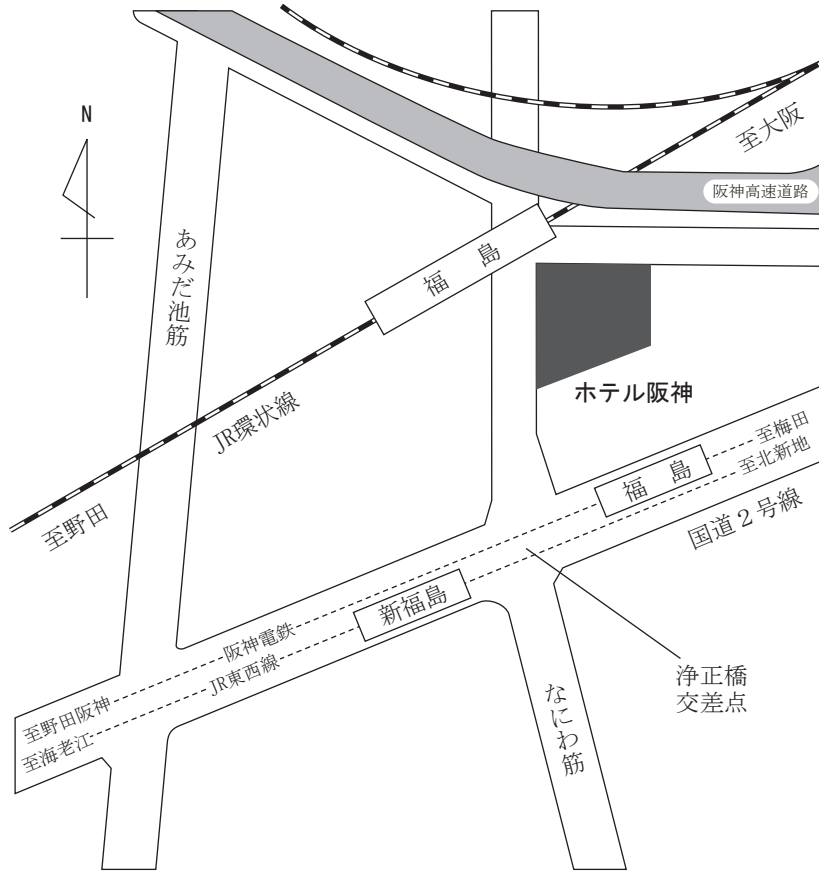 N
至大阪
阪神高速道路
あみだ池筋
福島
JR環状線
ホテル阪神
至野田
至梅田
至北新地
福島
国道2号線
新福島
阪神電鉄
JR東西線
浄正橋
交差点
なにわ筋
至野田阪神
至海老江